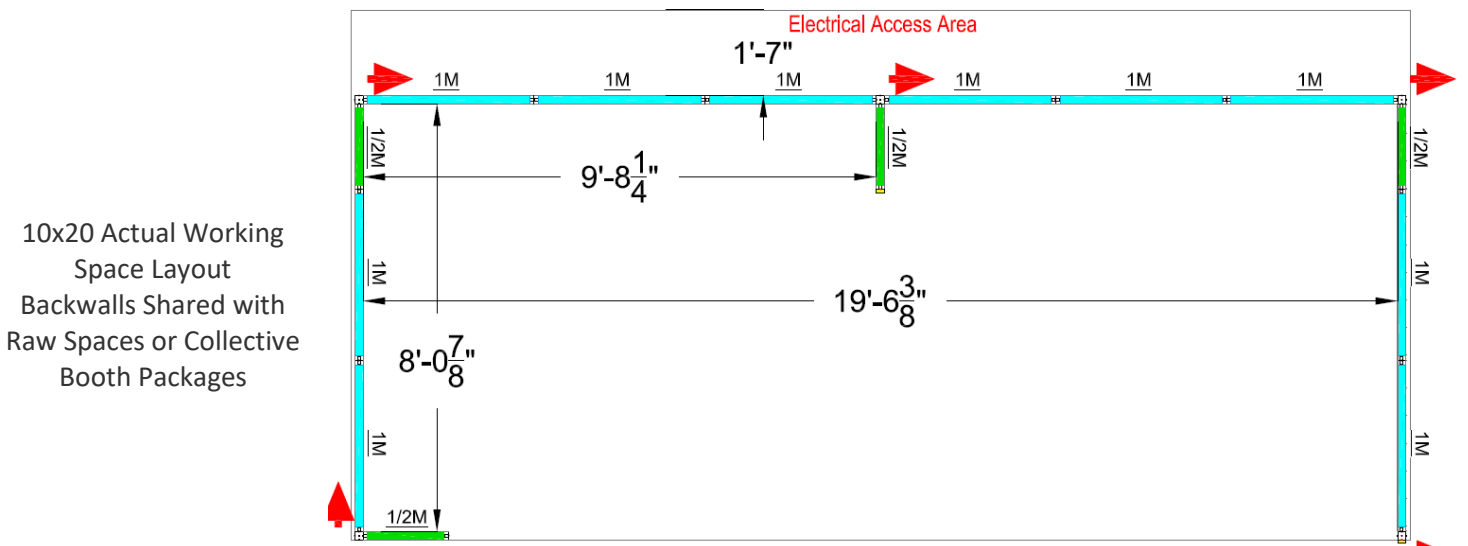 Electrical Access Area
1'-7"
1M 1M 1M 1M 1M 1M
1/2M 1/2M 1/2M
9'-8 1/4"
10x20 Actual Working
Space Layout
Backwalls Shared with
Raw Spaces or Collective
Booth Packages
1M 1M
19'-6 3/8"
8'-0 7/8"
1M 1M
1/2M